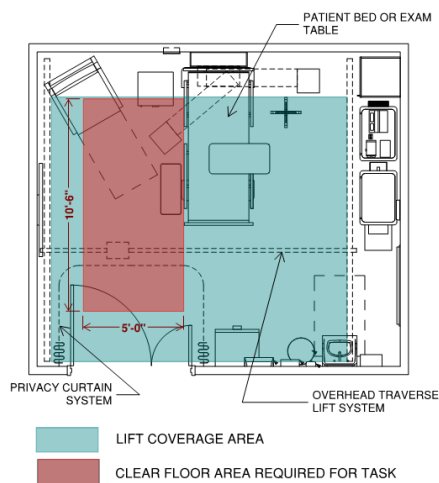 PATIENT BED OR EXAM
TABLE
10'-6"
5'-0"
PRIVACY CURTAIN
SYSTEM
OVERHEAD TRAVERSE
LIFT SYSTEM
LIFT COVERAGE AREA
CLEAR FLOOR AREA REQUIRED FOR TASK